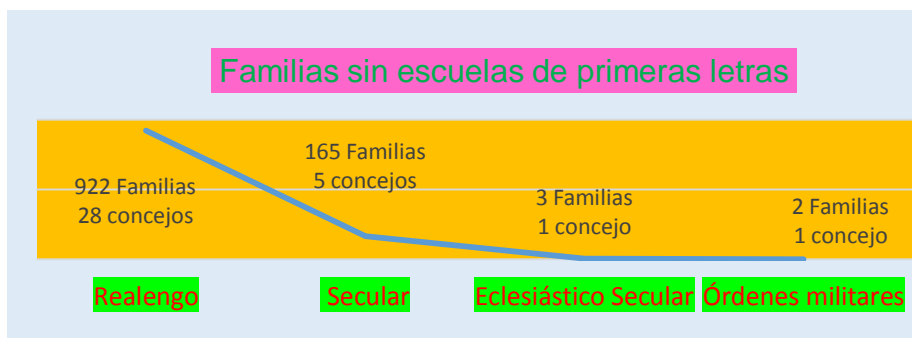 Familias sin escuelas de primeras letras
922 Familias
28 concejos
165 Familias
5 concejos
3 Familias
1 concejo
2 Familias
1 concejo
Realengo
Secular
Eclesiástico Secular
Órdenes militares